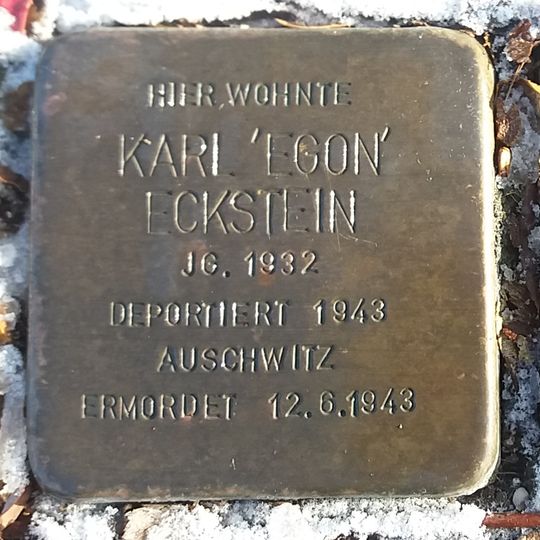 HIER WOHNTE
KARL 'EGON'
ECKSTEIN
JG. 1932
DEPORTIERT 1943
AUSCHWITZ
ERMORDET 12.6.1943